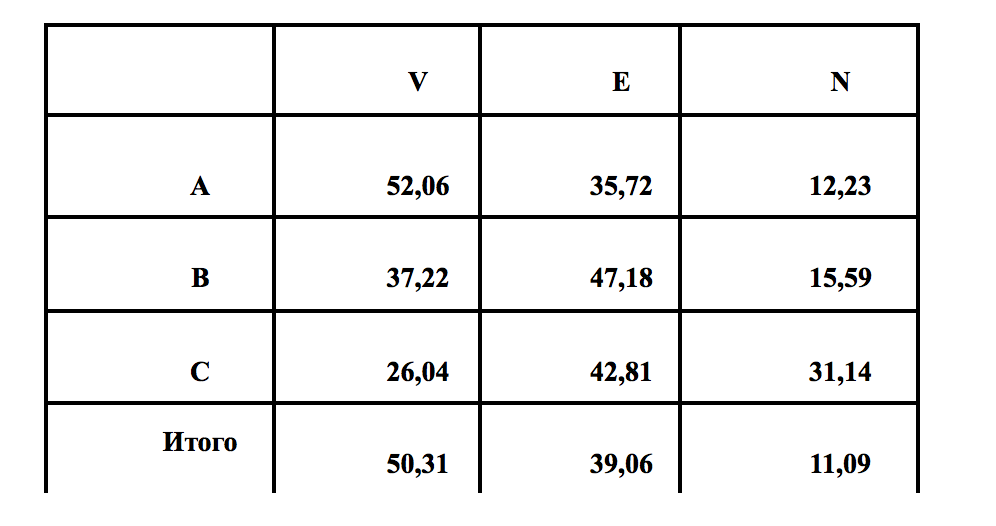 V E N
A 52,06 35,72 12,23
B 37,22 47,18 15,59
C 26,04 42,81 31,14
Итого 50,31 39,06 11,09